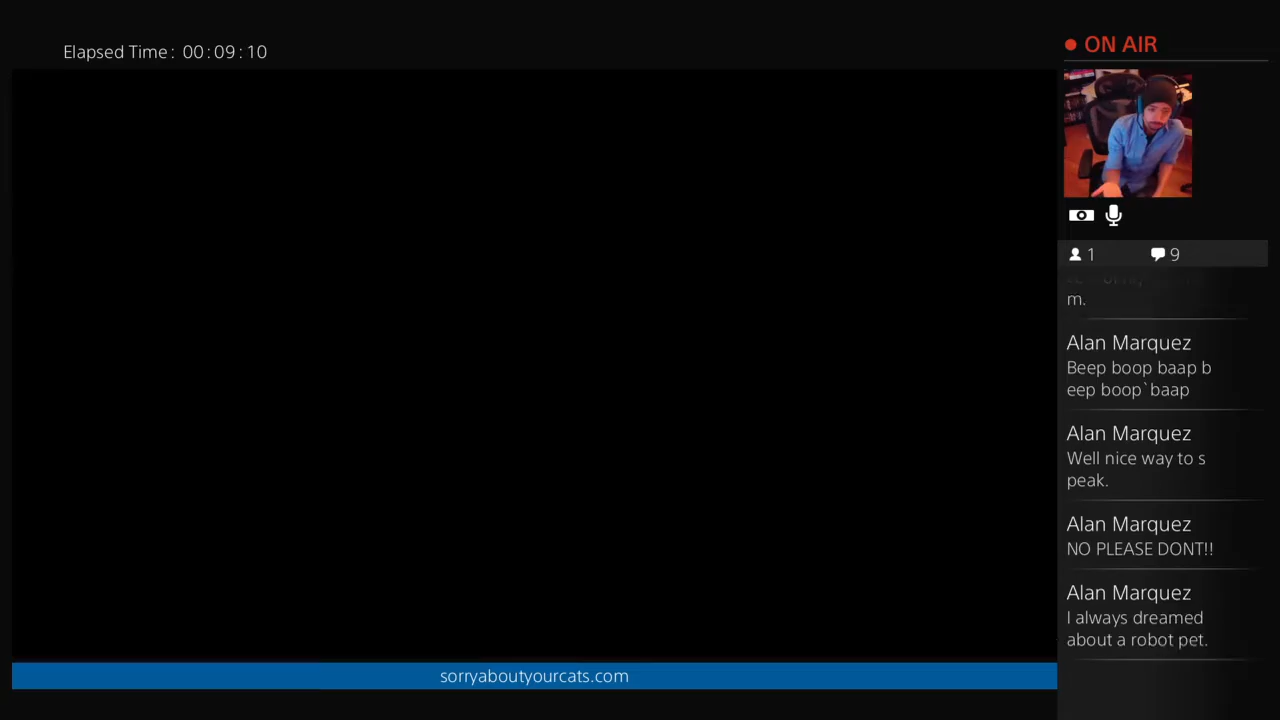 Elapsed Time: 00:09:10
ON AIR
1
9
m.
Alan Marquez
Beep boop baap b
eep boop`baap
Alan Marquez
Well nice way to s
peak.
Alan Marquez
NO PLEASE DONT!!
Alan Marquez
I always dreamed
about a robot pet.
sorryaboutyourcats.com